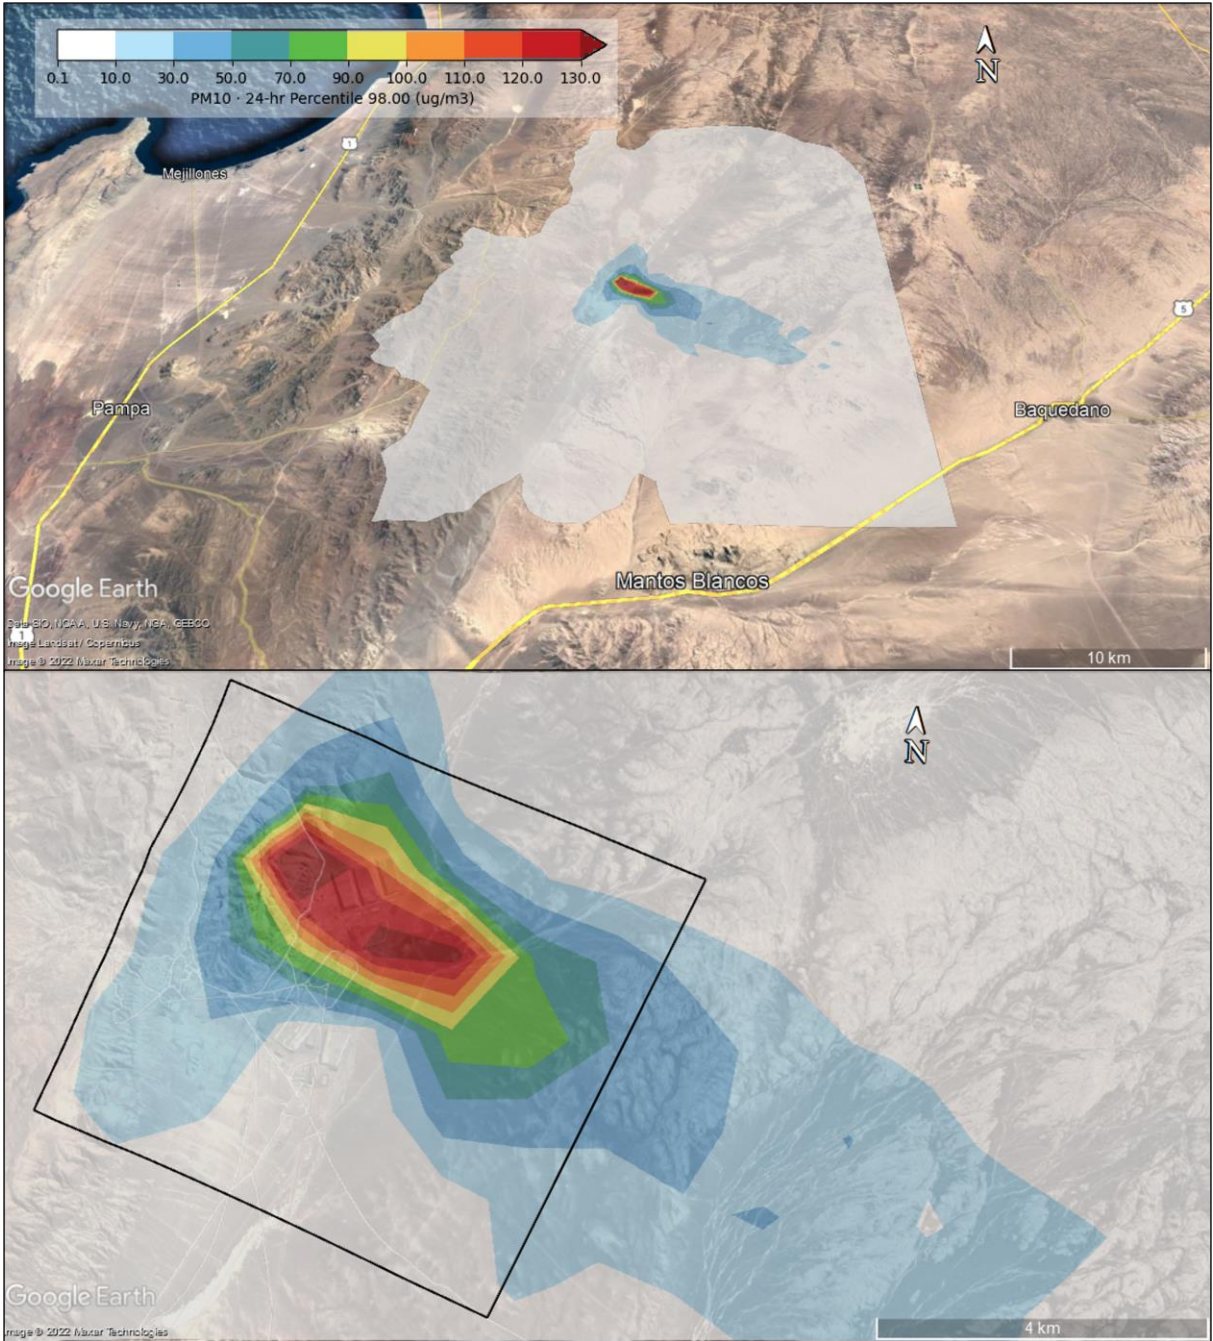 0.1 10.0 30.0 50.0 70.0 90.0 100.0 110.0 120.0 130.0
PM10 · 24-hr Percentile 98.00 (ug/m3)
N
1
Mejillones
5
Pampa
Baquedano
Mantos Blancos
Google Earth
Data SIO, NOAA, U.S. Navy, NGA, GEBCO
Image Landsat / Copernicus
Image © 2022 Maxar Technologies
1
10 km
N
Google Earth
Image © 2022 Maxar Technologies
4 km